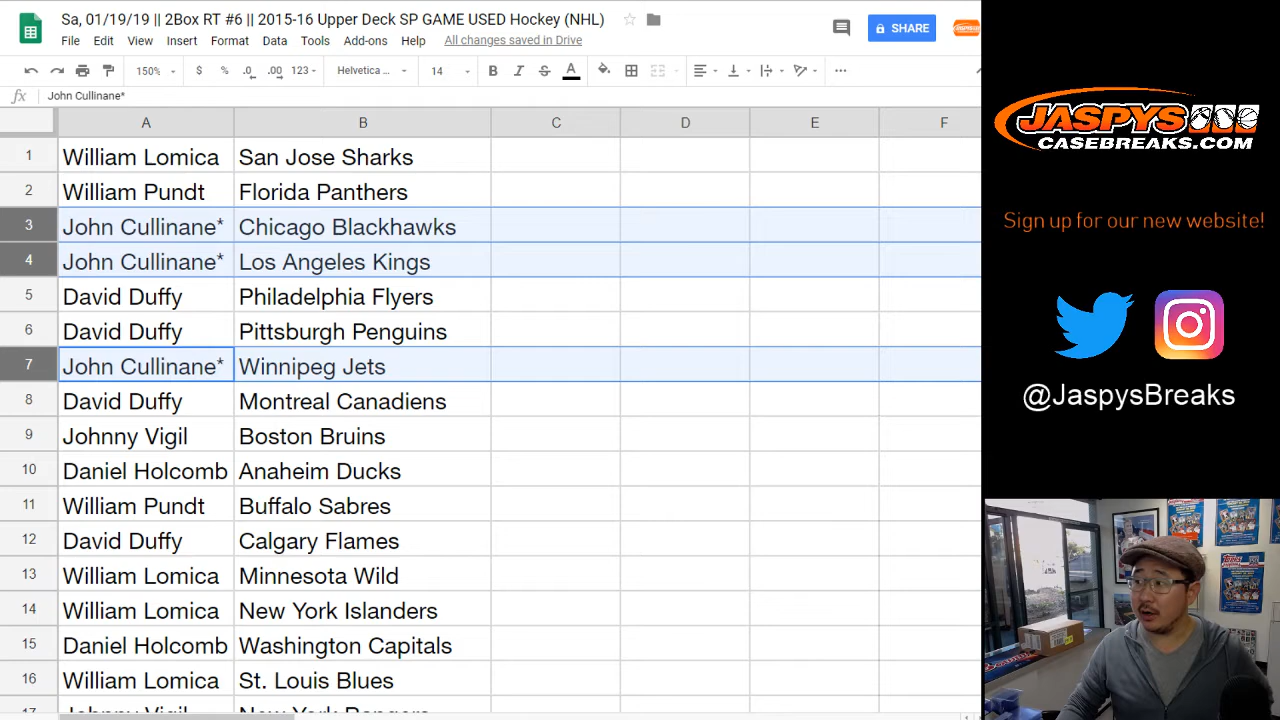 Sa, 01/19/19 || 2Box RT #6 || 2015-16 Upper Deck SP GAME USED Hockey (NHL)
File Edit View Insert Format Data Tools Add-ons Help All changes saved in Drive
SHARE
150% $ % .0 .00 123 Helvetica ... 14 B I S A
fx John Cullinane*
A B C D E F
1 William Lomica San Jose Sharks
2 William Pundt Florida Panthers
3 John Cullinane* Chicago Blackhawks
4 John Cullinane* Los Angeles Kings
5 David Duffy Philadelphia Flyers
6 David Duffy Pittsburgh Penguins
7 John Cullinane* Winnipeg Jets
8 David Duffy Montreal Canadiens
9 Johnny Vigil Boston Bruins
10 Daniel Holcomb Anaheim Ducks
11 William Pundt Buffalo Sabres
12 David Duffy Calgary Flames
13 William Lomica Minnesota Wild
14 William Lomica New York Islanders
15 Daniel Holcomb Washington Capitals
16 William Lomica St. Louis Blues
17 Johnny Vigil New York Rangers
JASPYS
CASEBREAKS.COM
Sign up for our new website!
@JaspysBreaks